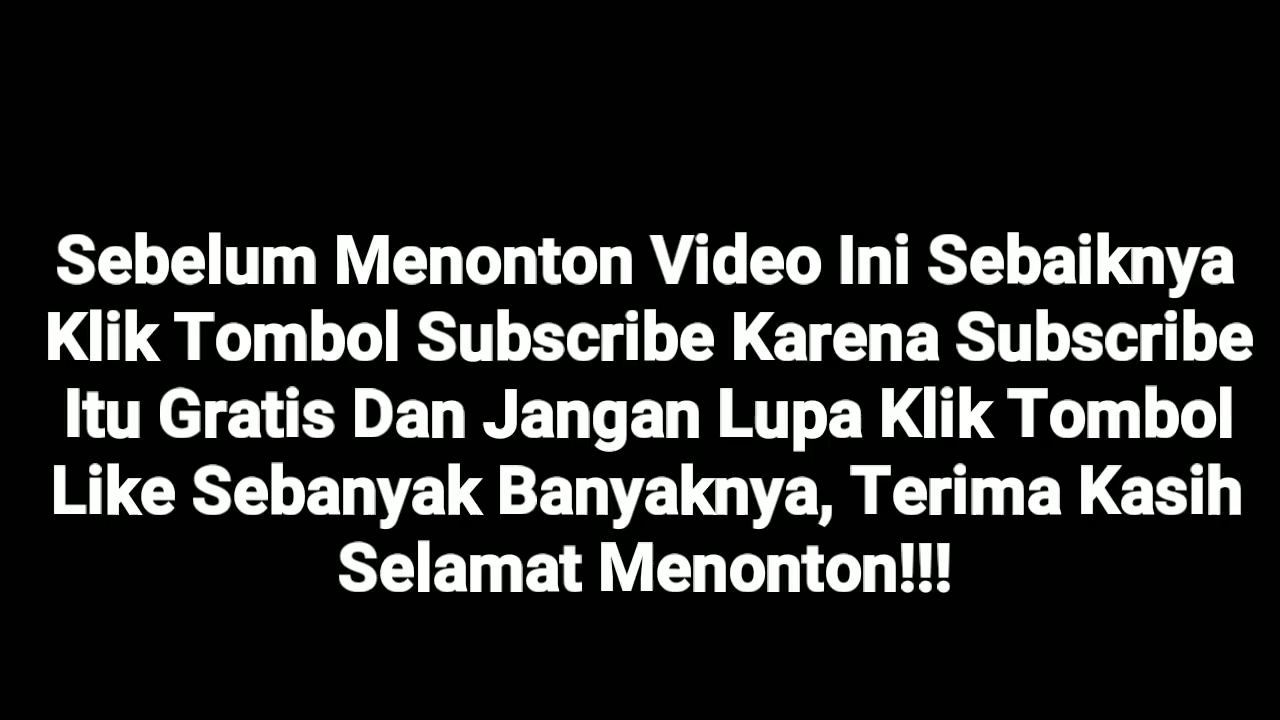 Sebelum Menonton Video Ini Sebaiknya
Klik Tombol Subscribe Karena Subscribe
Itu Gratis Dan Jangan Lupa Klik Tombol
Like Sebanyak Banyaknya, Terima Kasih
Selamat Menonton!!!